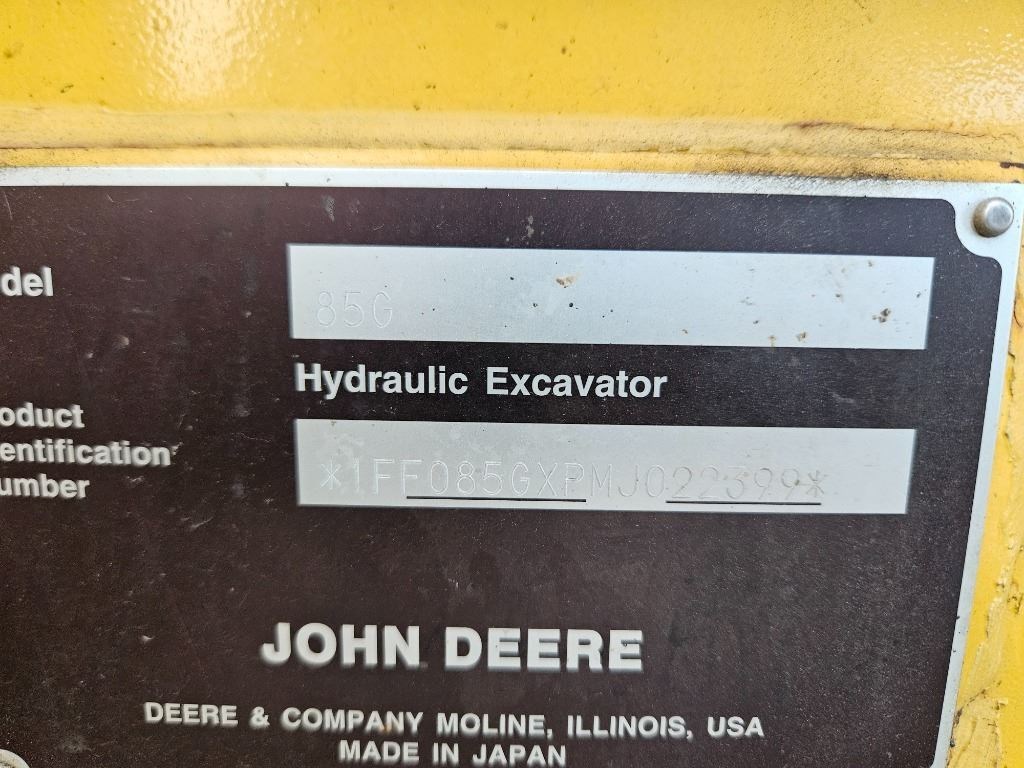 del
85G
Hydraulic Excavator
oduct
entification
umber
*1FF085GXPMJ022399*
JOHN DEERE
DEERE & COMPANY MOLINE, ILLINOIS, USA
MADE IN JAPAN